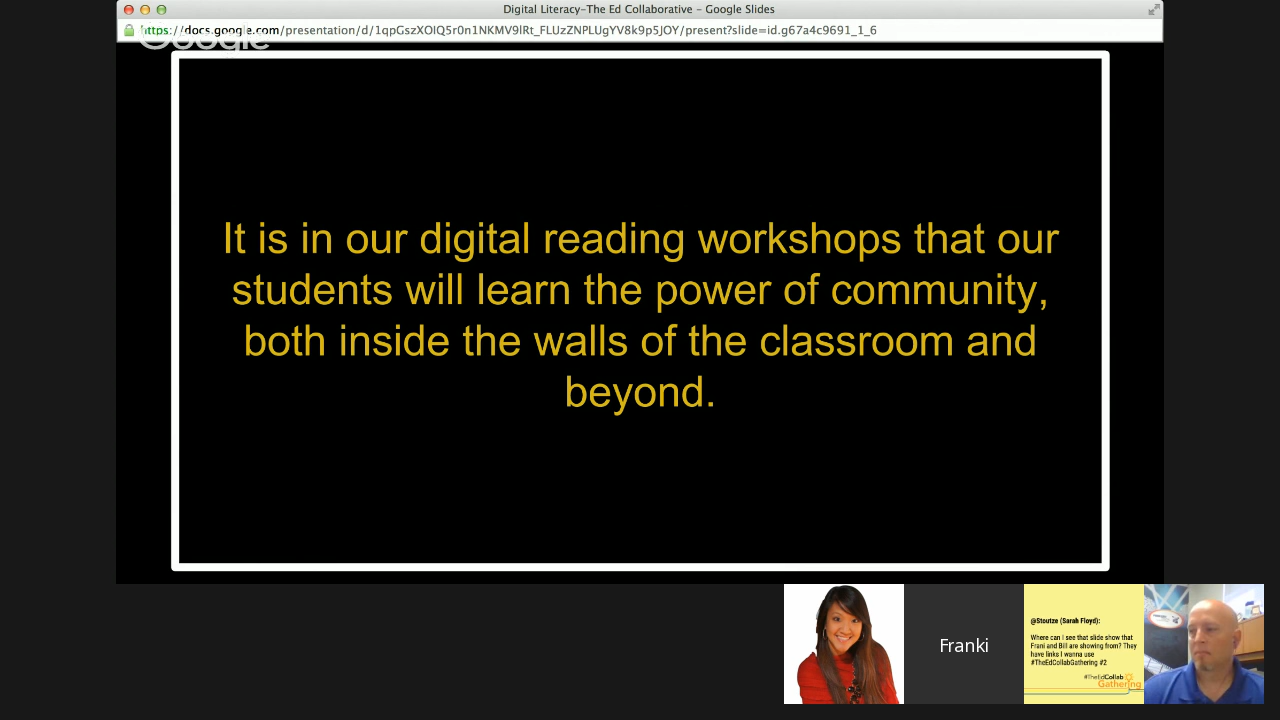 Digital Literacy-The Ed Collaborative - Google Slides
https://docs.google.com/presentation/d/1qpGszXOlQ5r0n1NKMV9lRt_FLUzZNPLUgYV8k9p5JOY/present?slide=id.g67a4c9691_1_6
Google
It is in our digital reading workshops that our
students will learn the power of community,
both inside the walls of the classroom and
beyond.
Franki
@Stoutze (Sarah Floyd):
Where can I see that slide show that
Frani and Bill are showing from? They
have links I wanna use
#TheEdCollabGathering #2
#TheEdCollab
Gathering